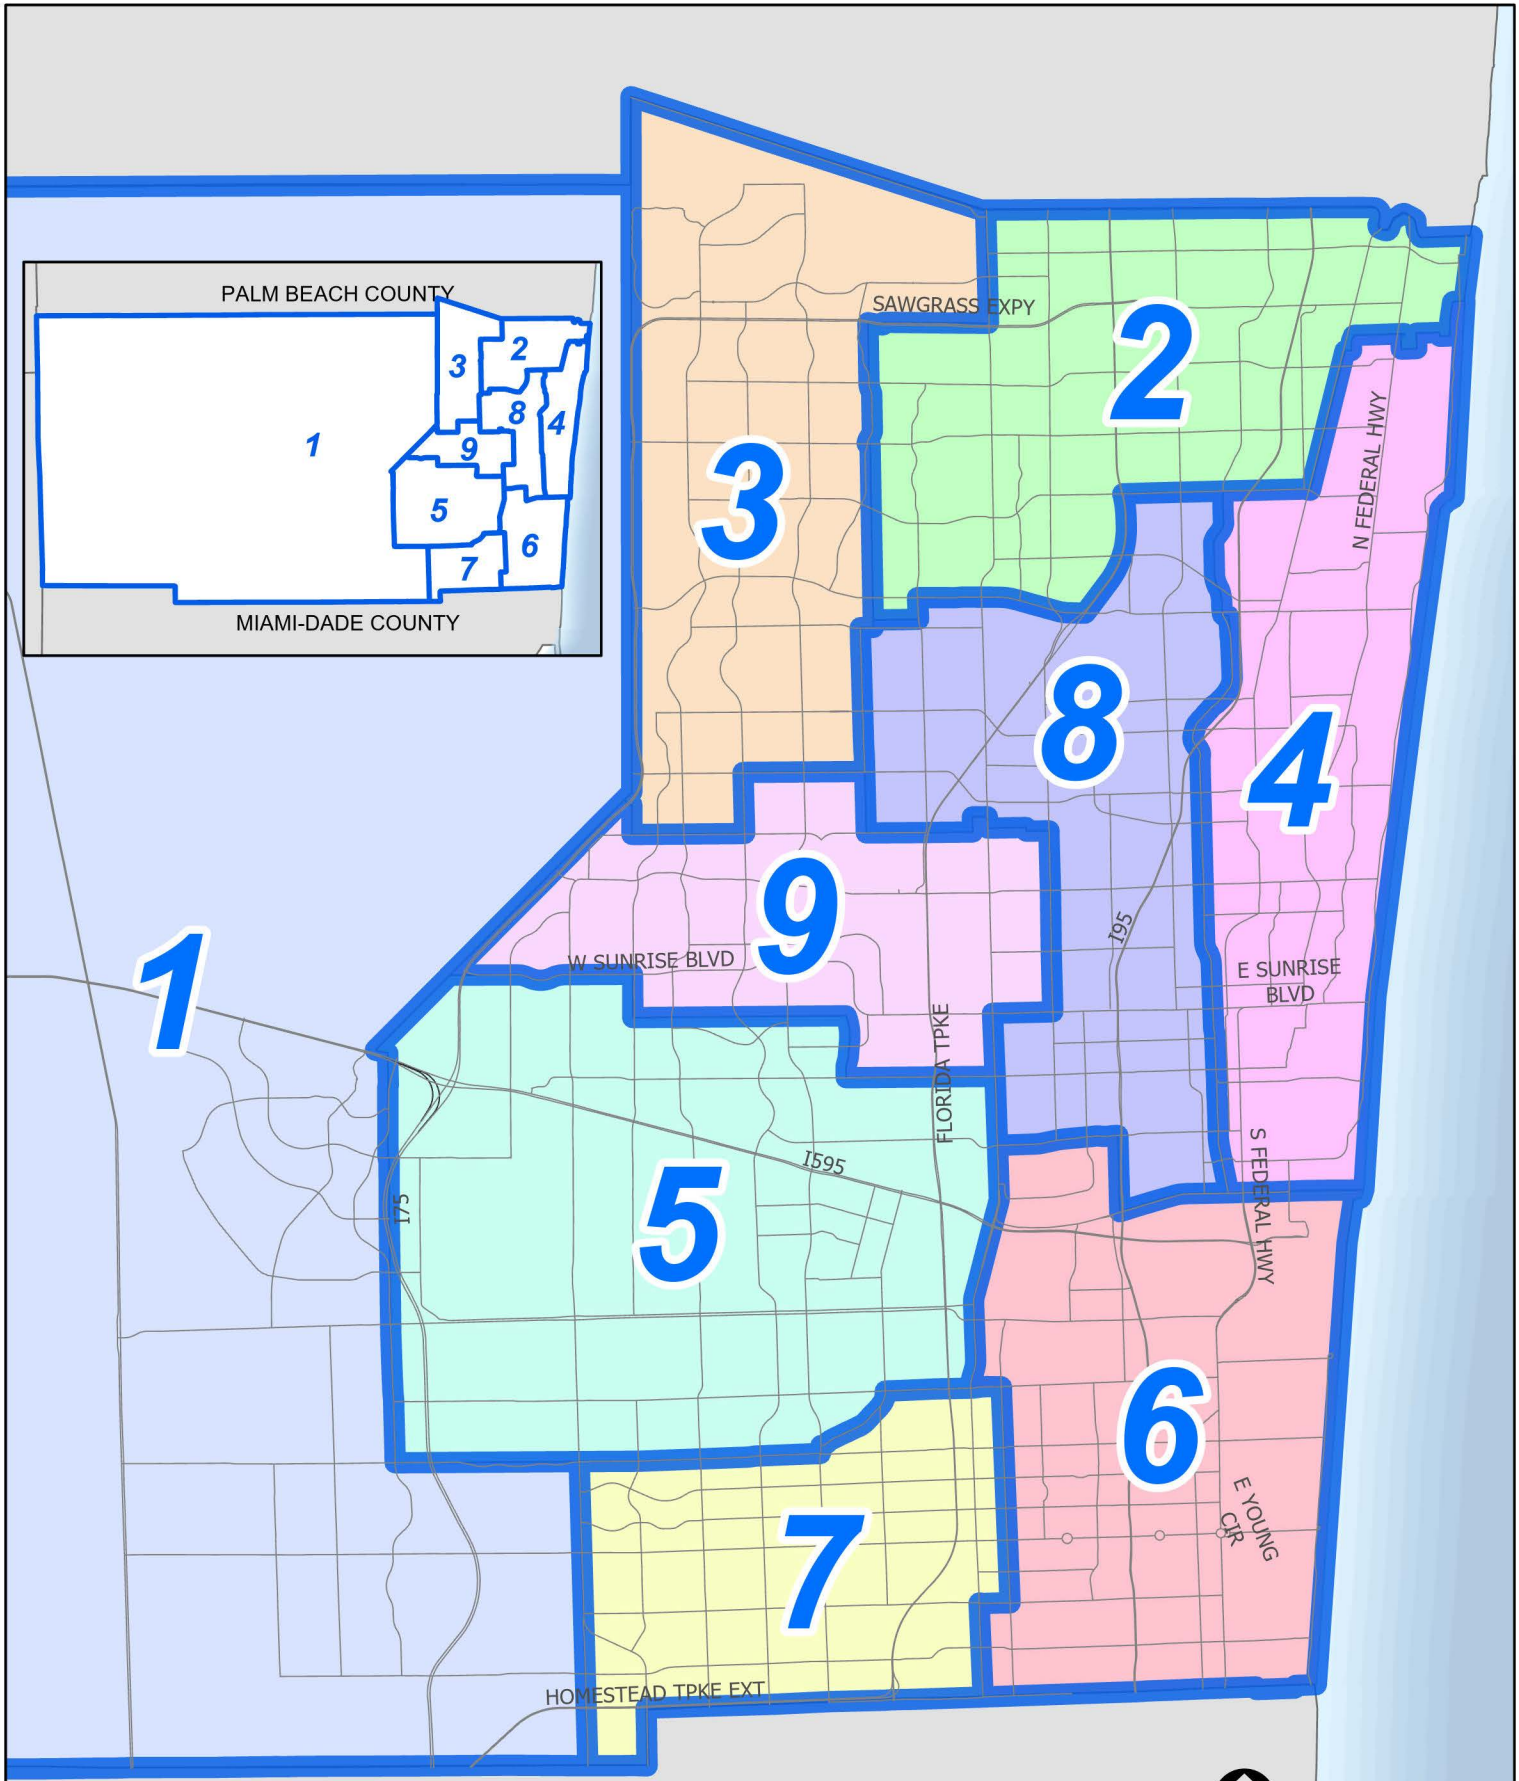 PALM BEACH COUNTY
3
2
8
4
1
9
5
6
7
MIAMI-DADE COUNTY
SAWGRASS EXPY
2
3
N FEDERAL HWY
8
4
9
1
I95
W SUNRISE BLVD
E SUNRISE
BLVD
FLORIDA TPKE
I595
S FEDERAL HWY
I75
5
6
E YOUNG
CIR
7
HOMESTEAD TPKE EXT